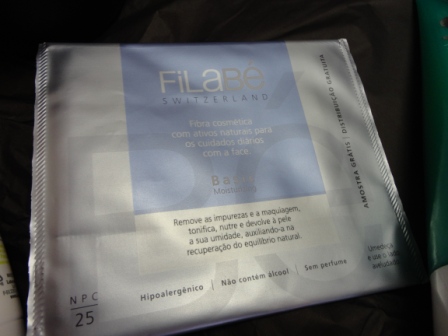 FiLaBé
SWITZERLAND
Fibra cosmética
com ativos naturais para
os cuidados diários
com a face.
Remove as impurezas e a maquiagem,
tonifica, nutre e devolve à pele
a sua umidade, auxiliando-a na
recuperação do equilíbrio natural.
NPC
25
Hipoalergênico | Não contém álcool | Sem perfume
AMOSTRA GRÁTIS | DISTRIBUIÇÃO GRATUITA